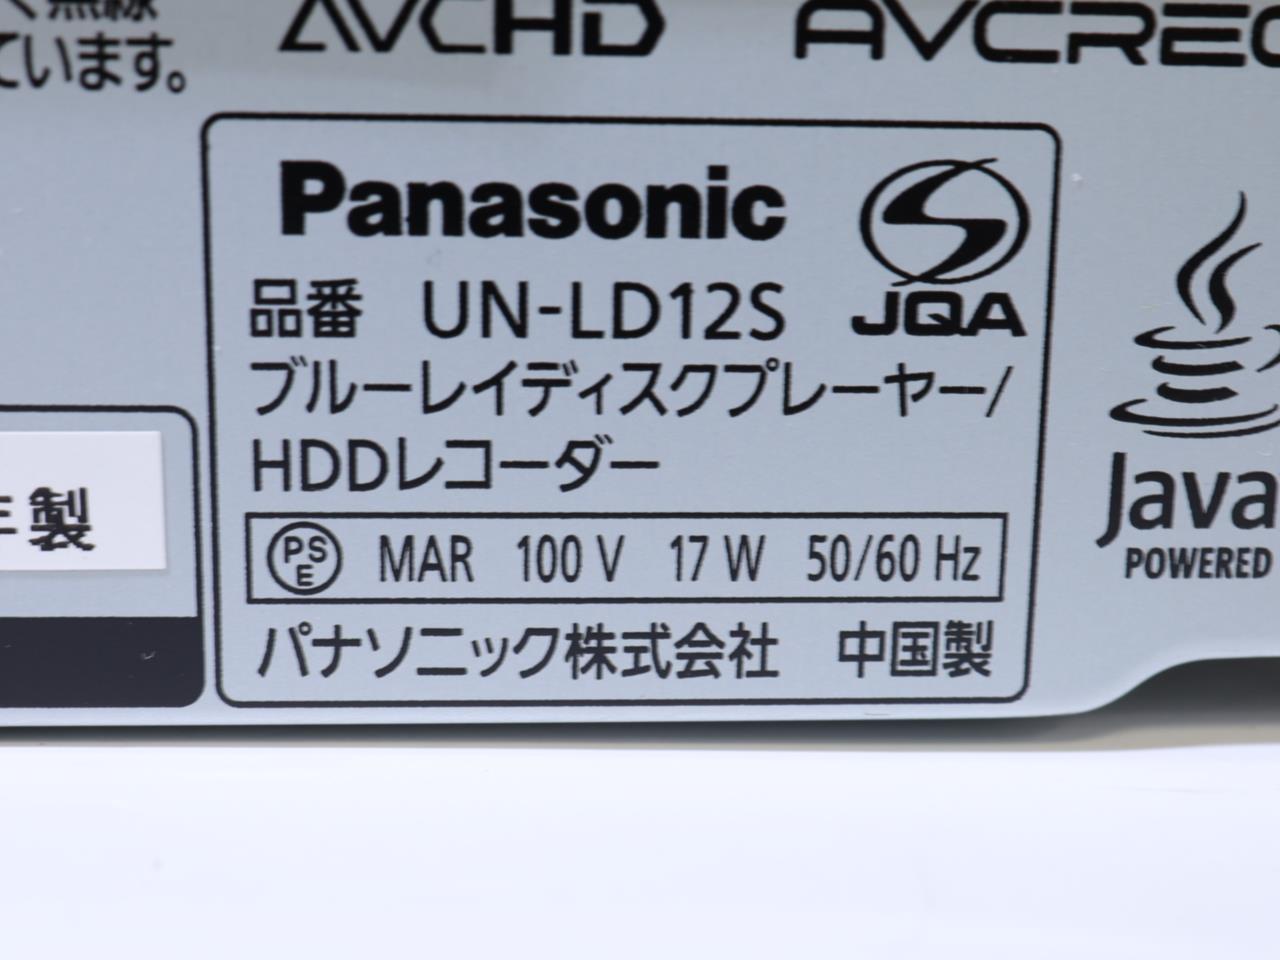 無線
ています。
AVCHD
AVCREC
Panasonic
JQA
品番 UN-LD12S
ブルーレイディスクプレーヤー/
HDDレコーダー
PSE MAR 100 V 17 W 50/60 Hz
パナソニック株式会社 中国製
年製
Java
POWERED